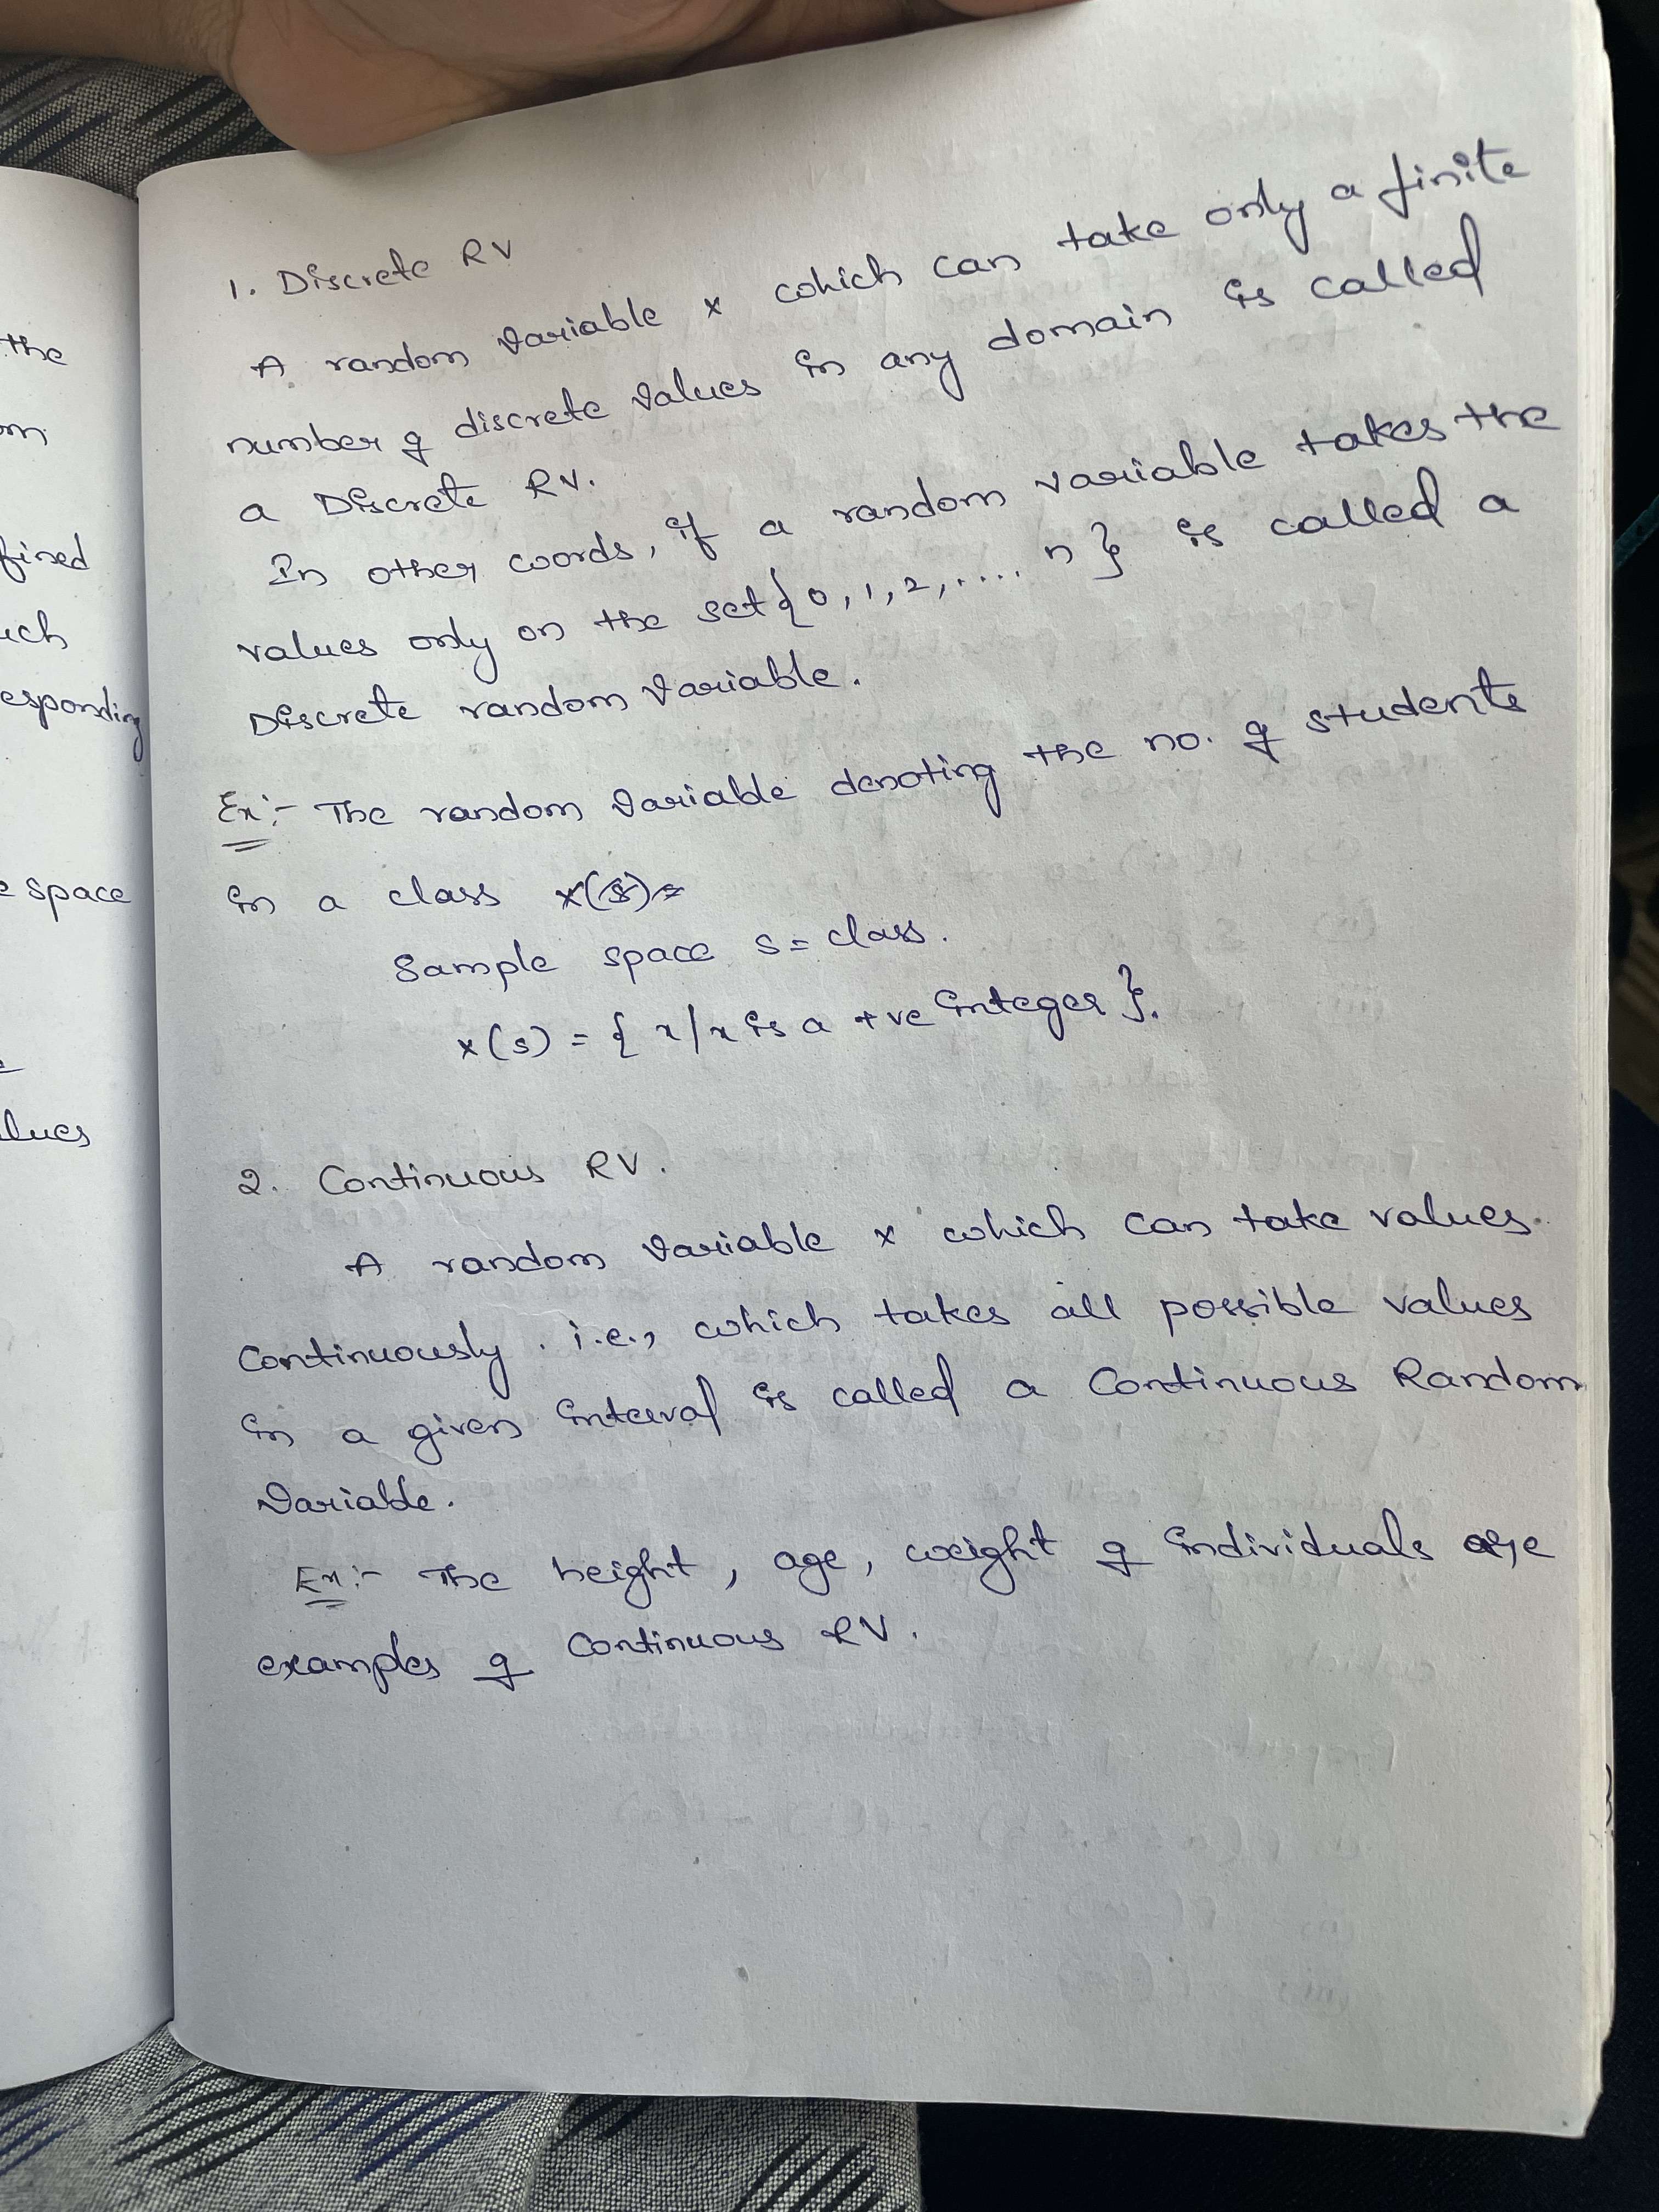 the
om
fined
uch
esponding
e space
lues
1. Discrete RV
A random variable x which can take only a finite
number of discrete values in any domain is called
a Discrete RV.
In other words, if a random variable takes the
values only on the set {0, 1, 2, .... n} is called a
Discrete random variable.
Ex:- The random variable denoting the no. of students
in a class
Sample space s = class.
x(s) = {x/x is a +ve integer}.
2. Continuous RV.
A random variable x which can take values
continuously. i.e., which takes all possible values
in a given interval is called a Continuous Random
Variable.
Ex:- The height, age, weight of individuals are
examples of Continuous RV.